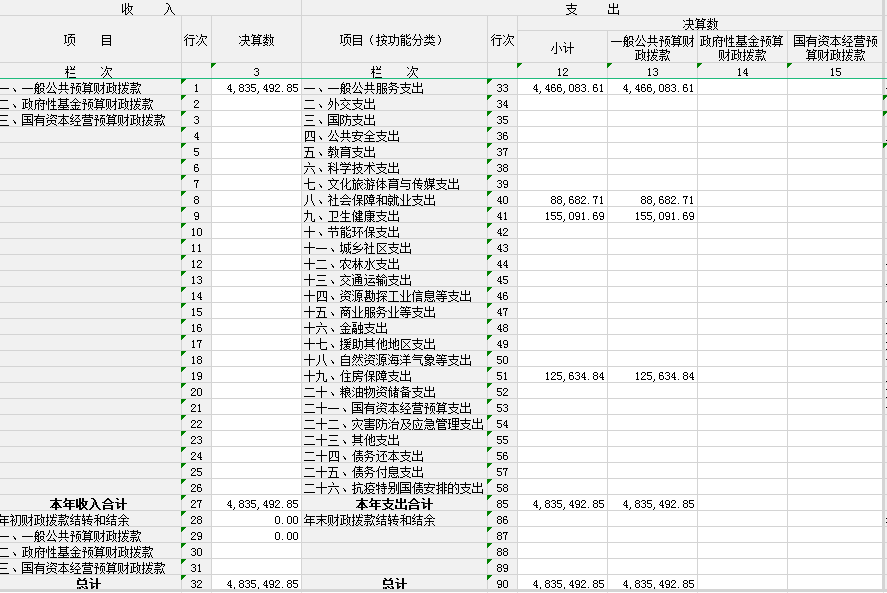 收 入 支 出
项 目 行次 决算数 项目（按功能分类） 行次 决算数
小计 一般公共预算财政拨款 政府性基金预算财政拨款 国有资本经营预算财政拨款
栏 次 3 栏 次 12 13 14 15
一、一般公共预算财政拨款 1 4,835,492.85 一、一般公共服务支出 33 4,466,083.61 4,466,083.61
二、政府性基金预算财政拨款 2 二、外交支出 34
三、国有资本经营预算财政拨款 3 三、国防支出 35
4 四、公共安全支出 36
5 五、教育支出 37
6 六、科学技术支出 38
7 七、文化旅游体育与传媒支出 39
8 八、社会保障和就业支出 40 88,682.71 88,682.71
9 九、卫生健康支出 41 155,091.69 155,091.69
10 十、节能环保支出 42
11 十一、城乡社区支出 43
12 十二、农林水支出 44
13 十三、交通运输支出 45
14 十四、资源勘探工业信息等支出 46
15 十五、商业服务业等支出 47
16 十六、金融支出 48
17 十七、援助其他地区支出 49
18 十八、自然资源海洋气象等支出 50
19 十九、住房保障支出 51 125,634.84 125,634.84
20 二十、粮油物资储备支出 52
21 二十一、国有资本经营预算支出 53
22 二十二、灾害防治及应急管理支出 54
23 二十三、其他支出 55
24 二十四、债务还本支出 56
25 二十五、债务付息支出 57
26 二十六、抗疫特别国债安排的支出 58
本年收入合计 27 4,835,492.85 本年支出合计 85 4,835,492.85 4,835,492.85
年初财政拨款结转和结余 28 0.00 年末财政拨款结转和结余 86
一、一般公共预算财政拨款 29 0.00 87
二、政府性基金预算财政拨款 30 88
三、国有资本经营预算财政拨款 31 89
总计 32 4,835,492.85 总计 90 4,835,492.85 4,835,492.85